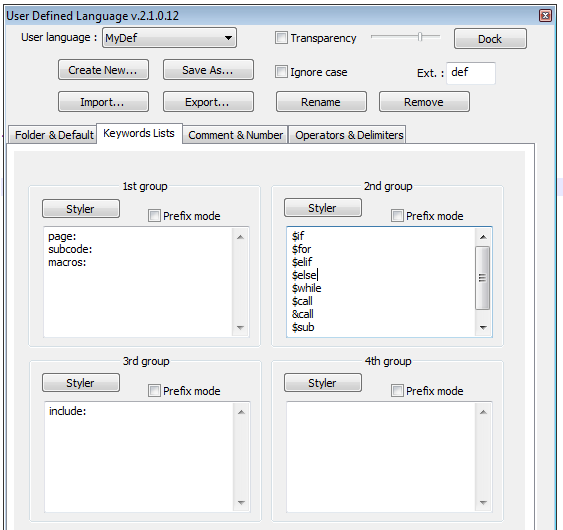 User Defined Language v.2.1.0.12
User language : MyDef Transparency Dock
Create New... Save As... Ignore case Ext. : def
Import... Export... Rename Remove
Folder & Default Keywords Lists Comment & Number Operators & Delimiters
1st group
Styler Prefix mode
page:
subcode:
macros:
2nd group
Styler Prefix mode
$if
$for
$elif
$else
$while
$call
&call
$sub
3rd group
Styler Prefix mode
include:
4th group
Styler Prefix mode